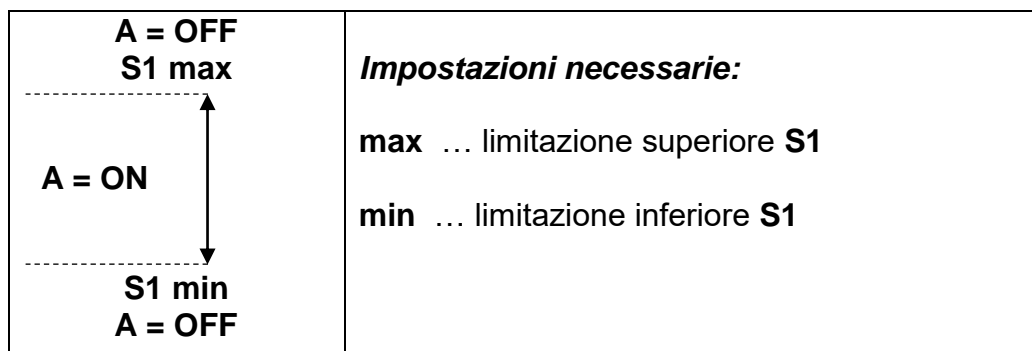 A = OFF
S1 max
A = ON
S1 min
A = OFF
Impostazioni necessarie:
max … limitazione superiore S1
min … limitazione inferiore S1